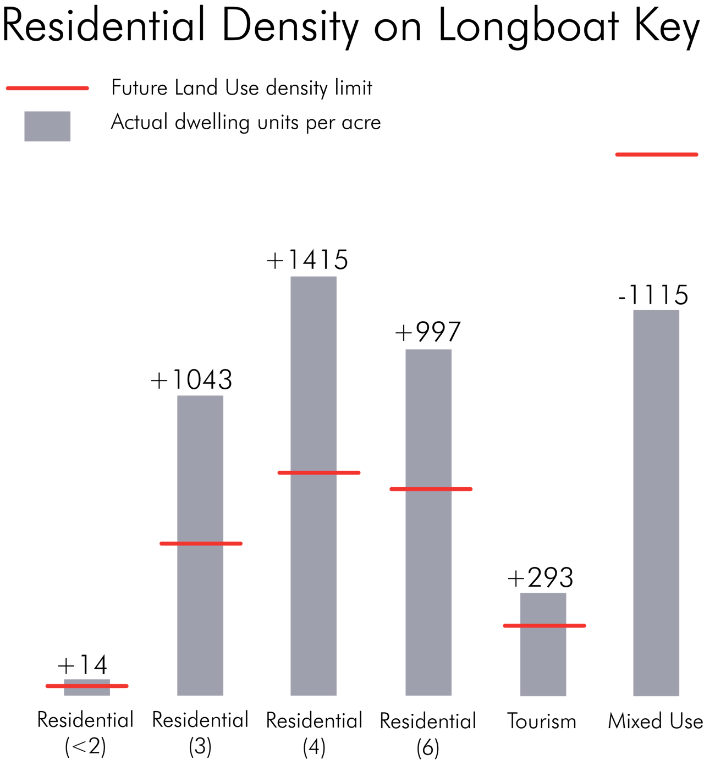 Residential Density on Longboat Key
Future Land Use density limit
Actual dwelling units per acre
+14
+1043
+1415
+997
+293
-1115
Residential
(<2)
Residential
(3)
Residential
(4)
Residential
(6)
Tourism
Mixed Use